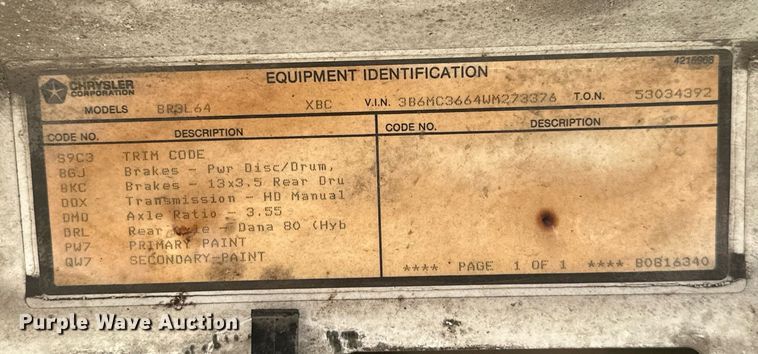 4215968
CHRYSLER
CORPORATION
EQUIPMENT IDENTIFICATION
MODELS BR3L64 XBC V.I.N. 3B6MC3664WM273376 T.O.N. 53034392
CODE NO. DESCRIPTION CODE NO. DESCRIPTION
S9C3 TRIM CODE
BGJ Brakes - Pwr Disc/Drum,
BKC Brakes - 13x3.5 Rear Dru
DDX Transmission - HD Manual
DMD Axle Ratio - 3.55
DRL Rear Axle - Dana 80 (Hyb
PW7 PRIMARY PAINT
QW7 SECONDARY-PAINT
**** PAGE 1 OF 1 **** 80816340
Purple Wave Auction